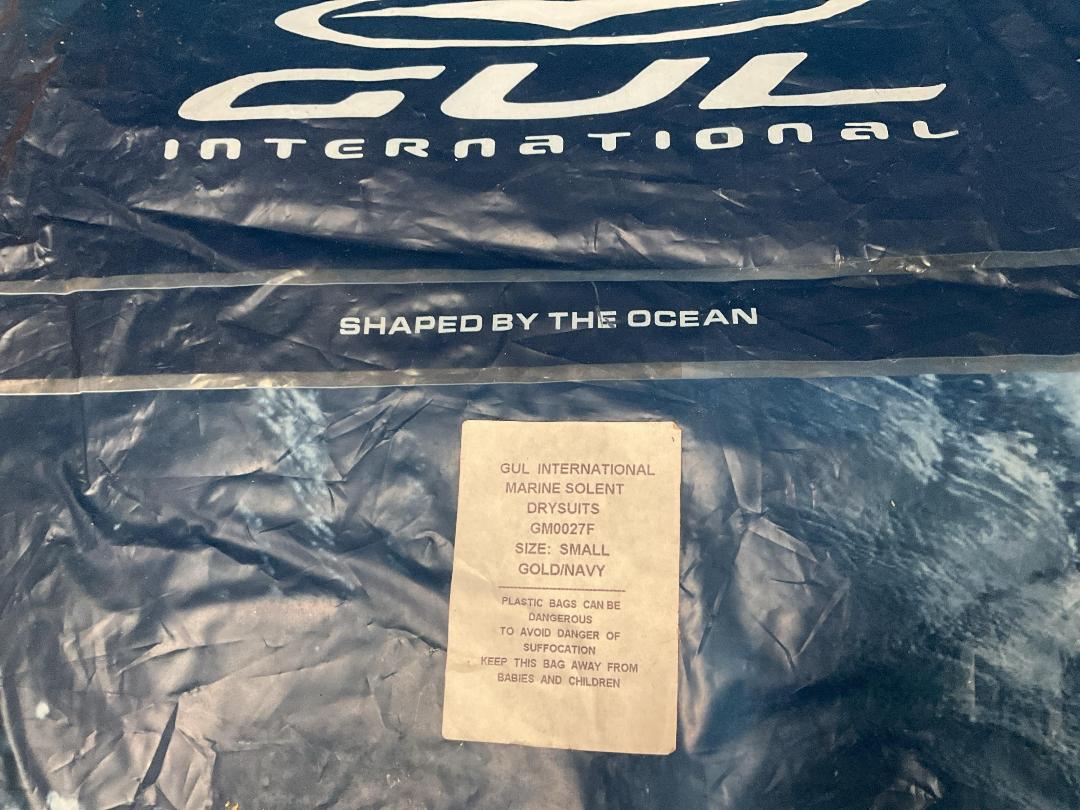 GUL
INTERNATIONAL
SHAPED BY THE OCEAN
GUL INTERNATIONAL
MARINE SOLENT
DRYSUITS
GM0027F
SIZE: SMALL
GOLD/NAVY
PLASTIC BAGS CAN BE
DANGEROUS
TO AVOID DANGER OF
SUFFOCATION
KEEP THIS BAG AWAY FROM
BABIES AND CHILDREN